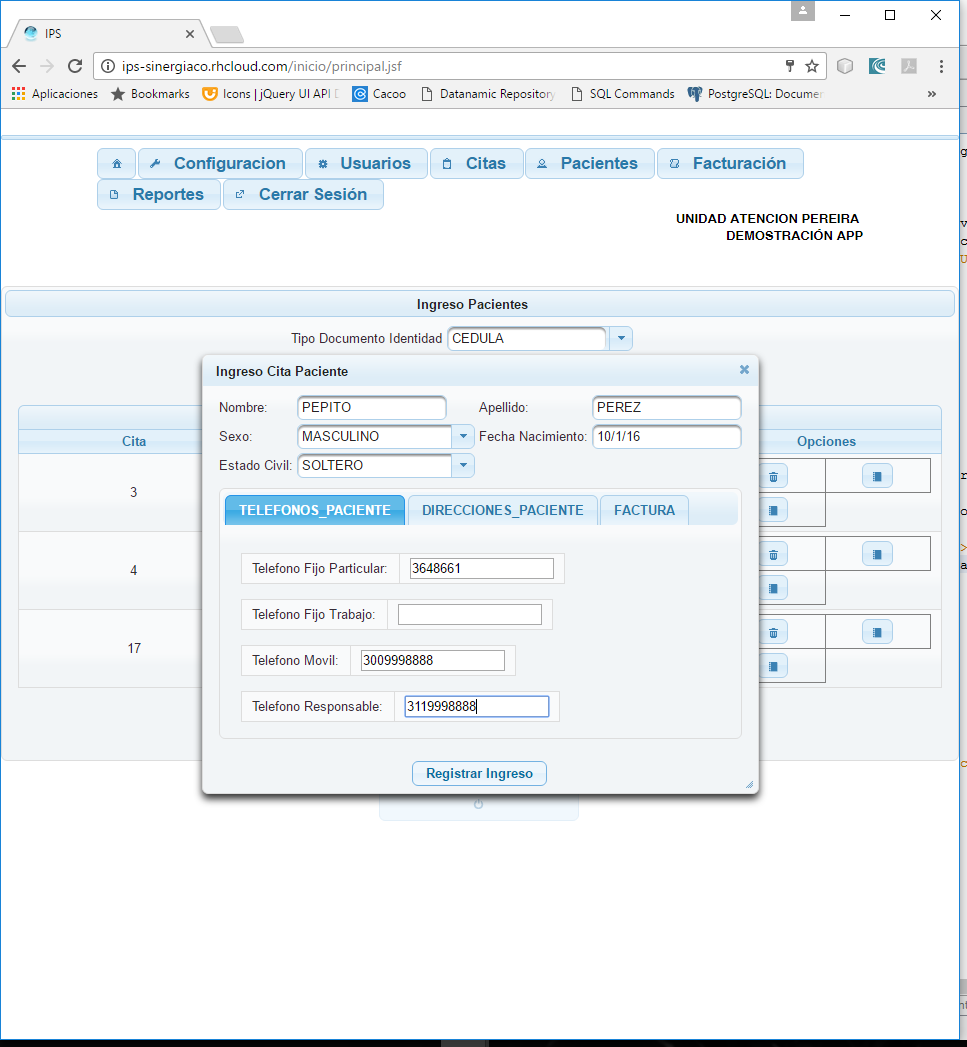 IPS
ips-sinergiaco.rhcloud.com/inicio/principal.jsf
Aplicaciones Bookmarks Icons | jQuery UI API Cacoo Datanamic Repository SQL Commands PostgreSQL: Documen »
Configuracion Usuarios Citas Pacientes Facturación
Reportes Cerrar Sesión
UNIDAD ATENCION PEREIRA
DEMOSTRACIÓN APP
Ingreso Pacientes
Tipo Documento Identidad CEDULA
Ingreso Cita Paciente
Nombre: PEPITO Apellido: PEREZ
Sexo: MASCULINO Fecha Nacimiento: 10/1/16
Estado Civil: SOLTERO
Cita Opciones
3
4
17
TELEFONOS_PACIENTE DIRECCIONES_PACIENTE FACTURA
Telefono Fijo Particular: 3648661
Telefono Fijo Trabajo:
Telefono Movil: 3009998888
Telefono Responsable: 3119998888
Registrar Ingreso